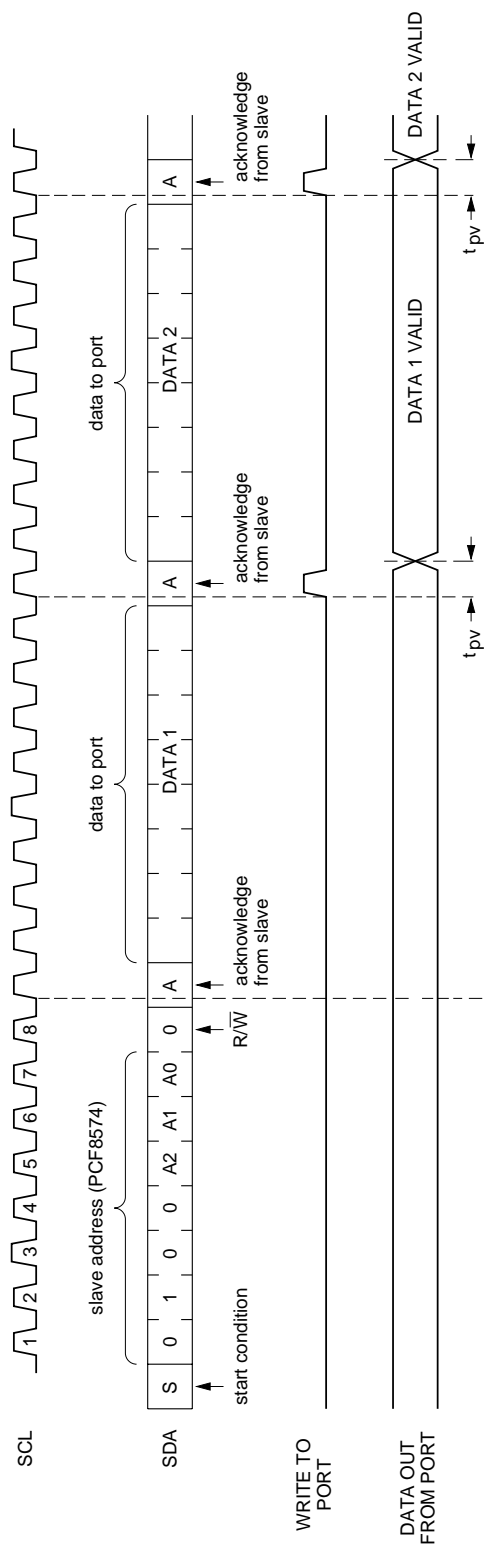 SCL
1 2 3 4 5 6 7 8
slave address (PCF8574)
data to port
data to port
SDA
S 0 1 0 0 A2 A1 A0 0 A DATA 1 A DATA 2 A
start condition
R/W̅
acknowledge
from slave
acknowledge
from slave
acknowledge
from slave
WRITE TO
PORT
DATA OUT
FROM PORT
DATA 1 VALID
DATA 2 VALID
tpv
tpv